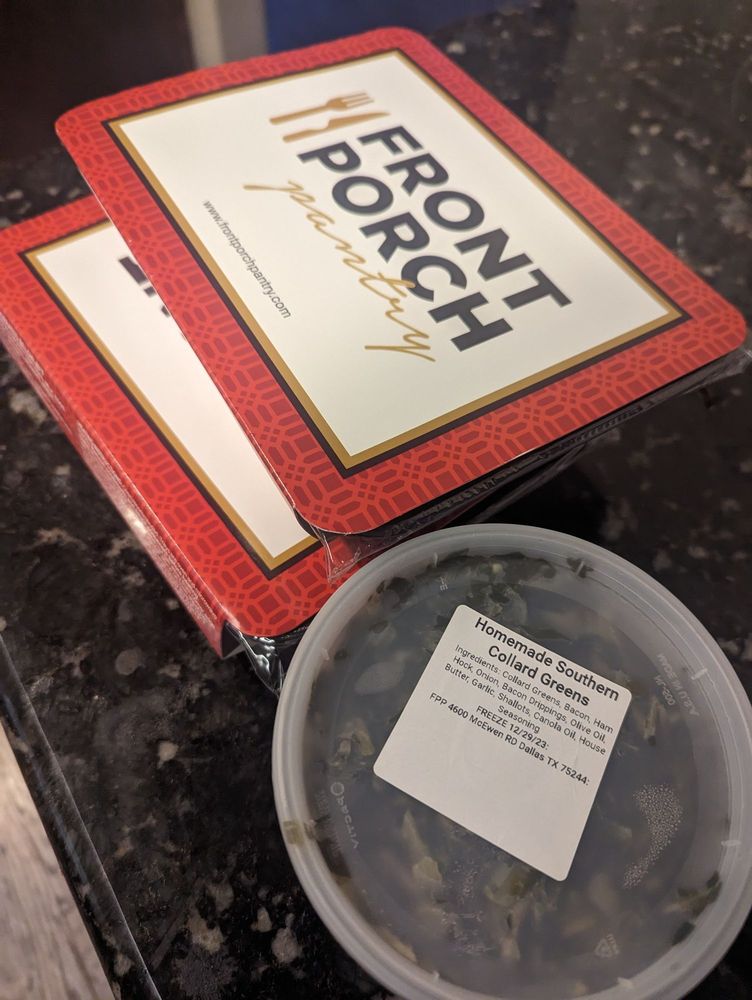 FRONT
PORCH
pantry
www.frontporchpantry.com
Homemade Southern
Collard Greens
Ingredients: Collard Greens, Bacon, Ham
Hock, Onion, Bacon Drippings, Olive Oil,
Butter, Garlic, Shallots, Canola Oil, House
Seasoning
FREEZE 12/29/23:
FPP 4600 McEwen RD Dallas TX 75244: